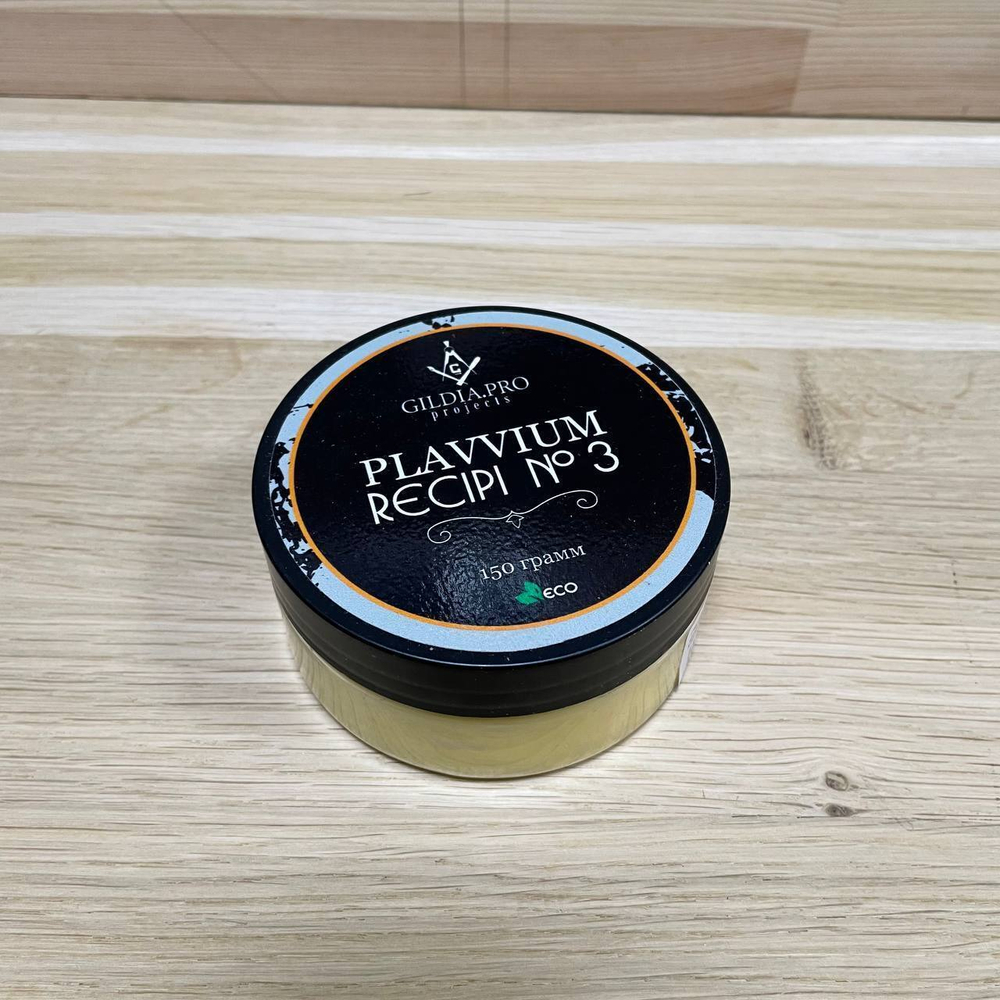 G
GILDIA.PRO
projects
PLAVVIUM
RECIPI № 3
150 грамм
ECO